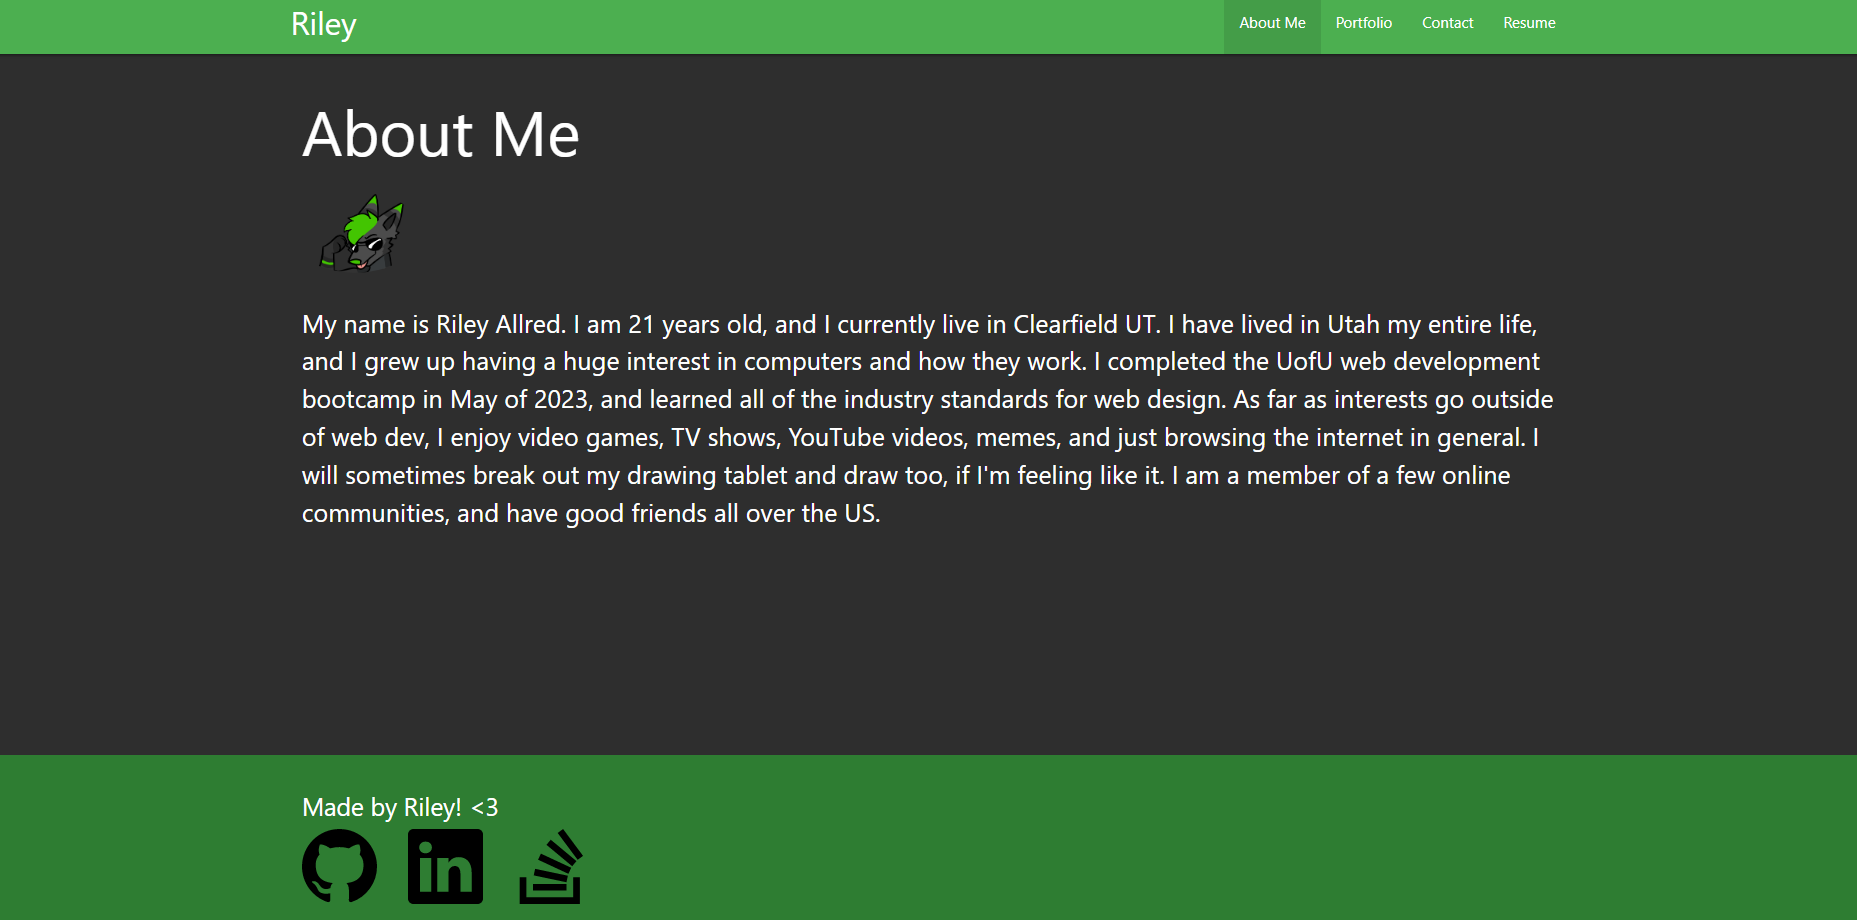 Riley
About Me
Portfolio
Contact
Resume
About Me
My name is Riley Allred. I am 21 years old, and I currently live in Clearfield UT. I have lived in Utah my entire life,
and I grew up having a huge interest in computers and how they work. I completed the UofU web development
bootcamp in May of 2023, and learned all of the industry standards for web design. As far as interests go outside
of web dev, I enjoy video games, TV shows, YouTube videos, memes, and just browsing the internet in general. I
will sometimes break out my drawing tablet and draw too, if I'm feeling like it. I am a member of a few online
communities, and have good friends all over the US.
Made by Riley! <3
in